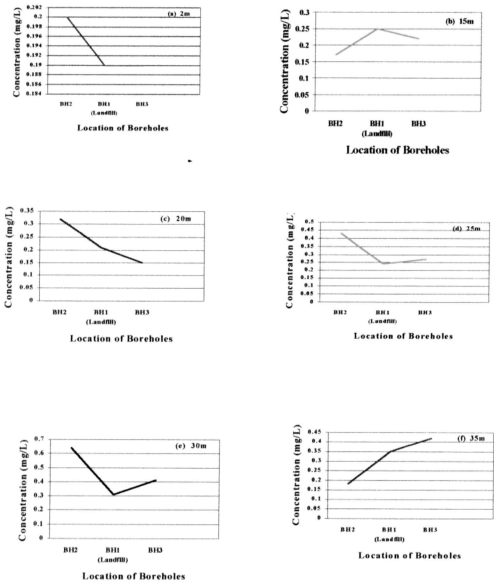 Concentration (mg/L)
0.202
0.2
0.198
0.196
0.194
0.192
0.19
0.188
0.186
0.184
(a) 2m
BH2 BH1 BH3
(Landfill)
Location of Boreholes
Concentration (mg/L)
0.3
0.25
0.2
0.15
0.1
0.05
0
(b) 15m
BH2 BH1 BH3
(Landfill)
Location of Boreholes
Concentration (mg/L)
0.35
0.3
0.25
0.2
0.15
0.1
0.05
0
(c) 20m
BH2 BH1 BH3
(Landfill)
Location of Boreholes
Concentration (mg/L)
0.5
0.45
0.4
0.35
0.3
0.25
0.2
0.15
0.1
0.05
0
(d) 25m
BH2 BH1 BH3
(Landfill)
Location of Boreholes
Concentration (mg/L)
0.7
0.6
0.5
0.4
0.3
0.2
0.1
0
(e) 30m
BH2 BH1 BH3
(Landfill)
Location of Boreholes
Concentration (mg/L)
0.45
0.4
0.35
0.3
0.25
0.2
0.15
0.1
0.05
0
(f) 35m
BH2 BH1 BH3
(Landfill)
Location of Boreholes